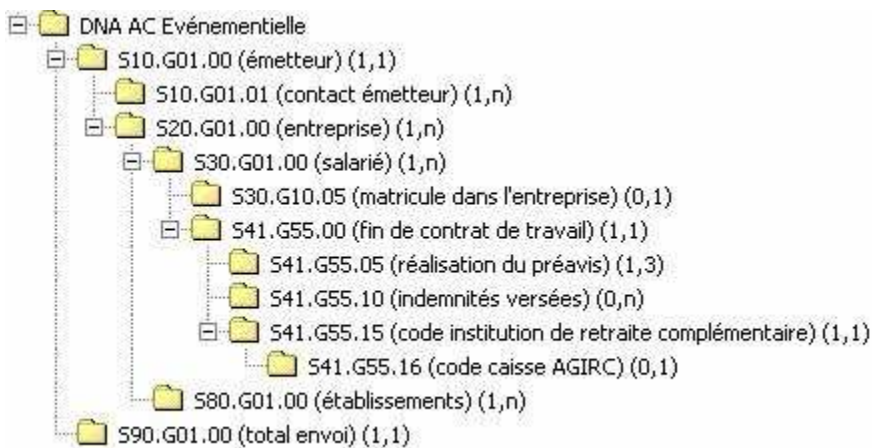 DNA AC Evénementielle
S10.G01.00 (émetteur) (1,1)
S10.G01.01 (contact émetteur) (1,n)
S20.G01.00 (entreprise) (1,n)
S30.G01.00 (salarié) (1,n)
S30.G10.05 (matricule dans l'entreprise) (0,1)
S41.G55.00 (fin de contrat de travail) (1,1)
S41.G55.05 (réalisation du préavis) (1,3)
S41.G55.10 (indemnités versées) (0,n)
S41.G55.15 (code institution de retraite complémentaire) (1,1)
S41.G55.16 (code caisse AGIRC) (0,1)
S80.G01.00 (établissements) (1,n)
S90.G01.00 (total envoi) (1,1)